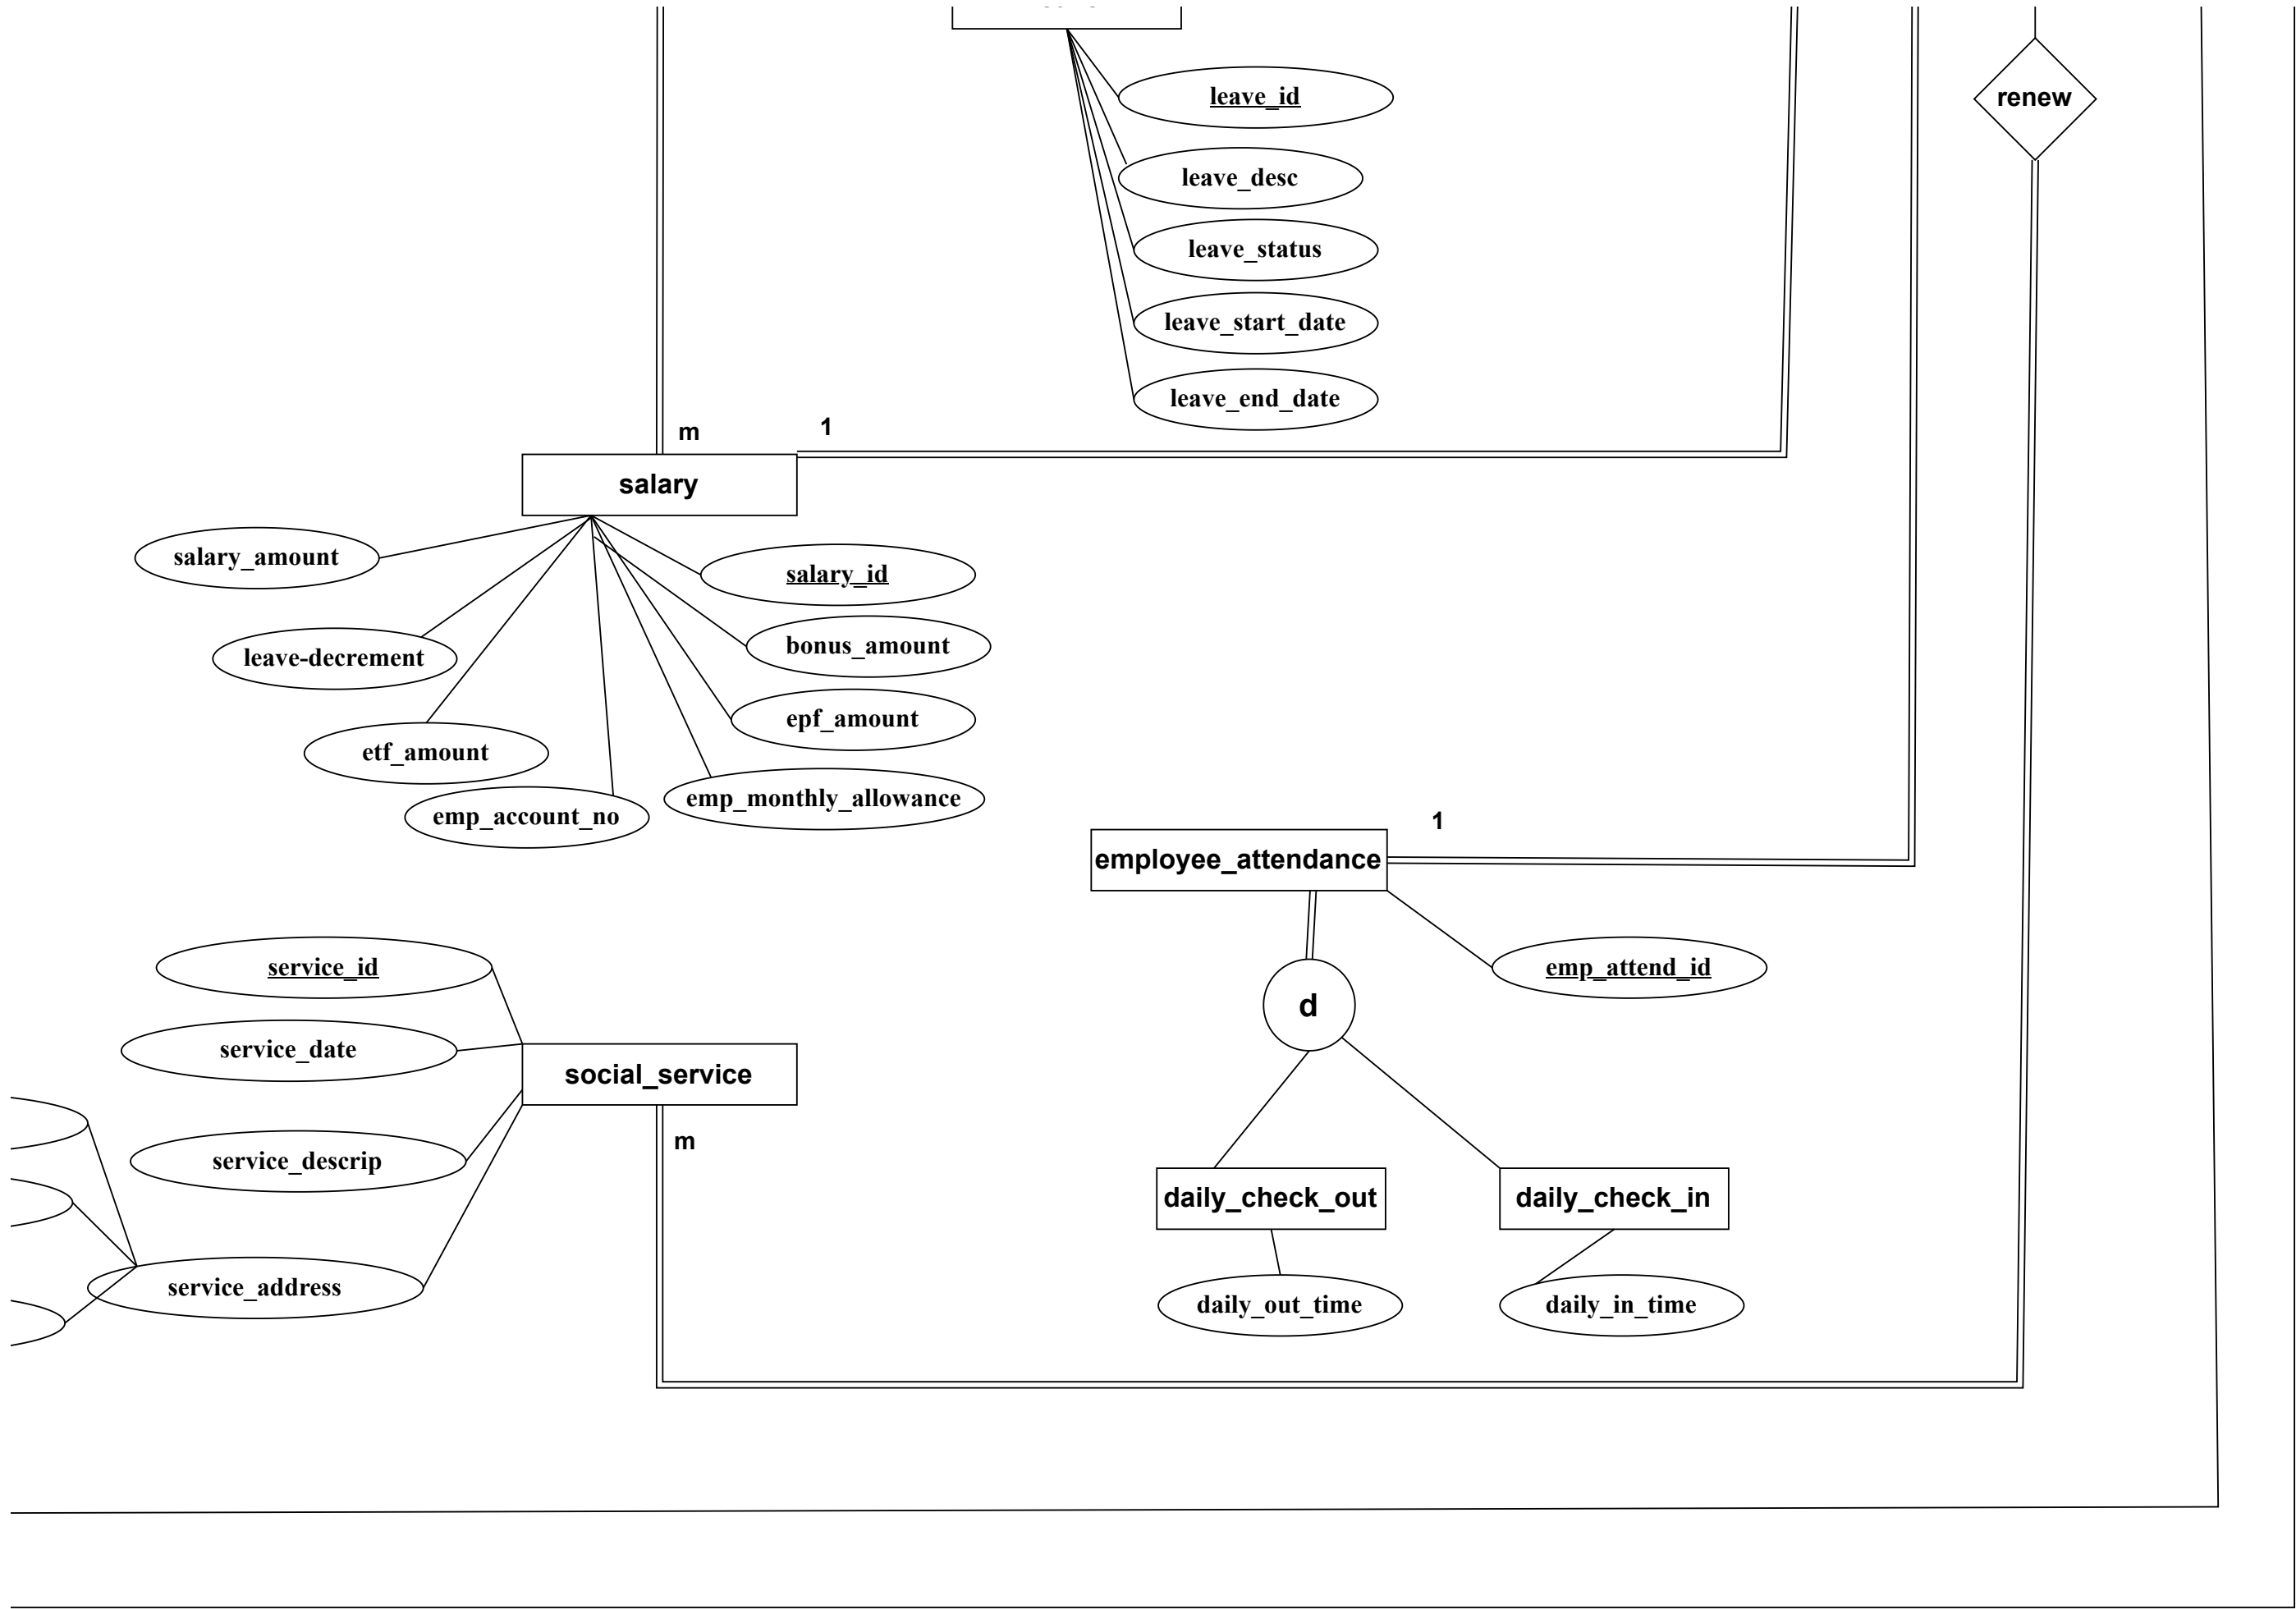 leave_id
renew
leave_desc
leave_status
leave_start_date
leave_end_date
m
1
salary
salary_amount
salary_id
leave-decrement
bonus_amount
etf_amount
epf_amount
emp_account_no
emp_monthly_allowance
1
employee_attendance
service_id
emp_attend_id
d
service_date
social_service
m
service_descrip
daily_check_out
daily_check_in
service_address
daily_out_time
daily_in_time